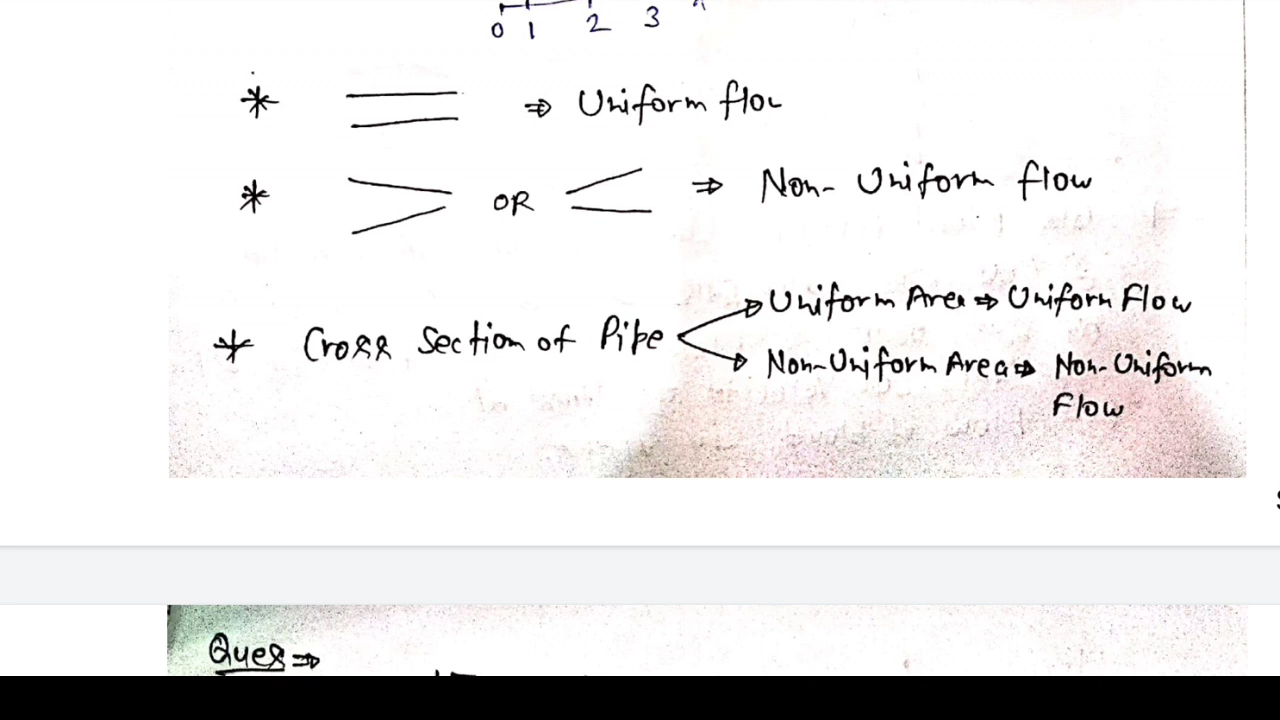 0 1 2 3
* ⇒ Uniform flow
* OR ⇒ Non- Uniform flow
* Cross Section of Pipe
Uniform Area ⇒ Uniform Flow
Non-Uniform Area ⇒ Non-Uniform
Flow
Ques ⇒